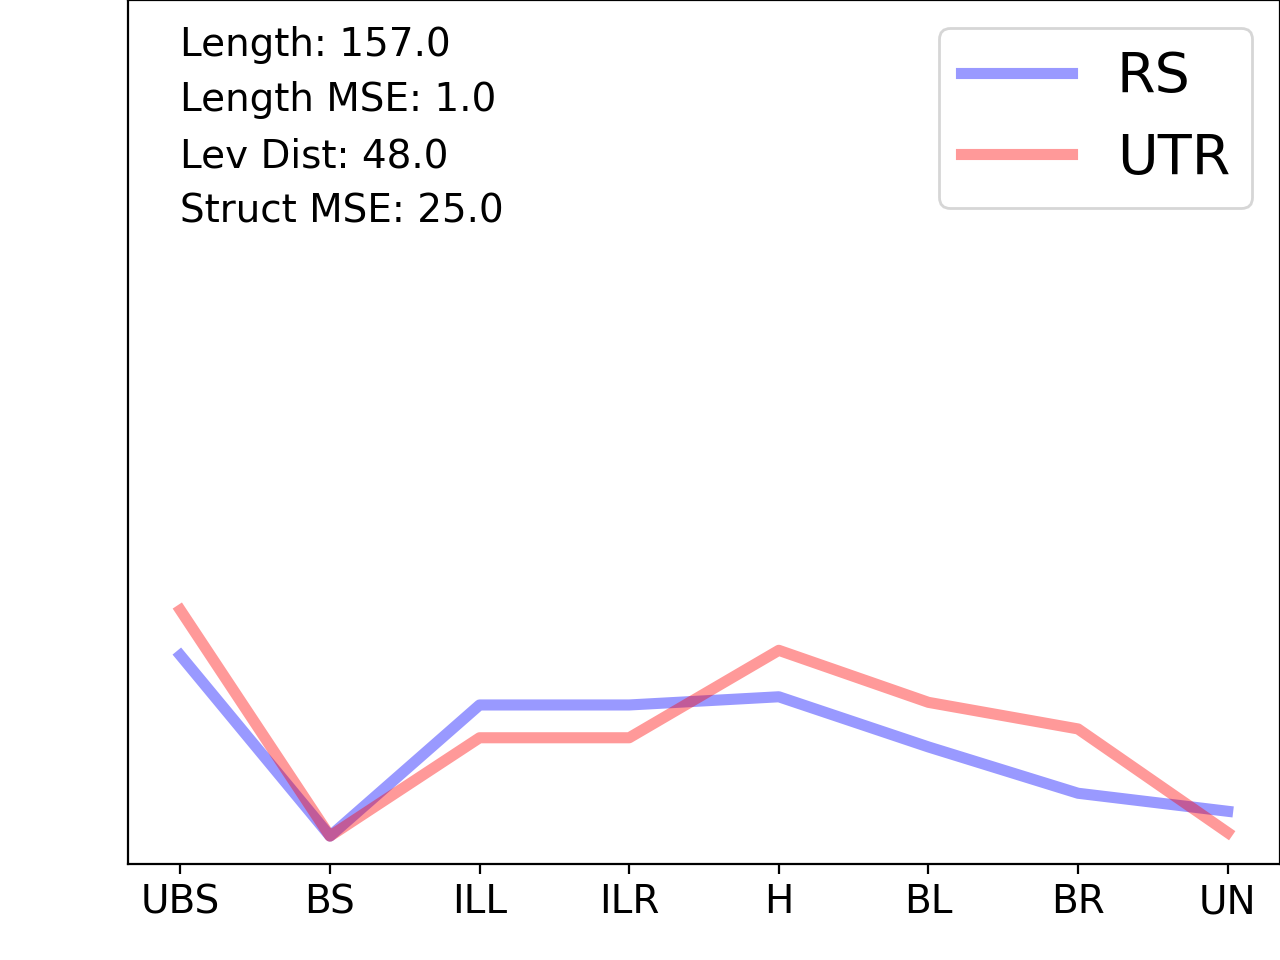 Length: 157.0
Length MSE: 1.0
Lev Dist: 48.0
Struct MSE: 25.0
RS
UTR
UBS BS ILL ILR H BL BR UN